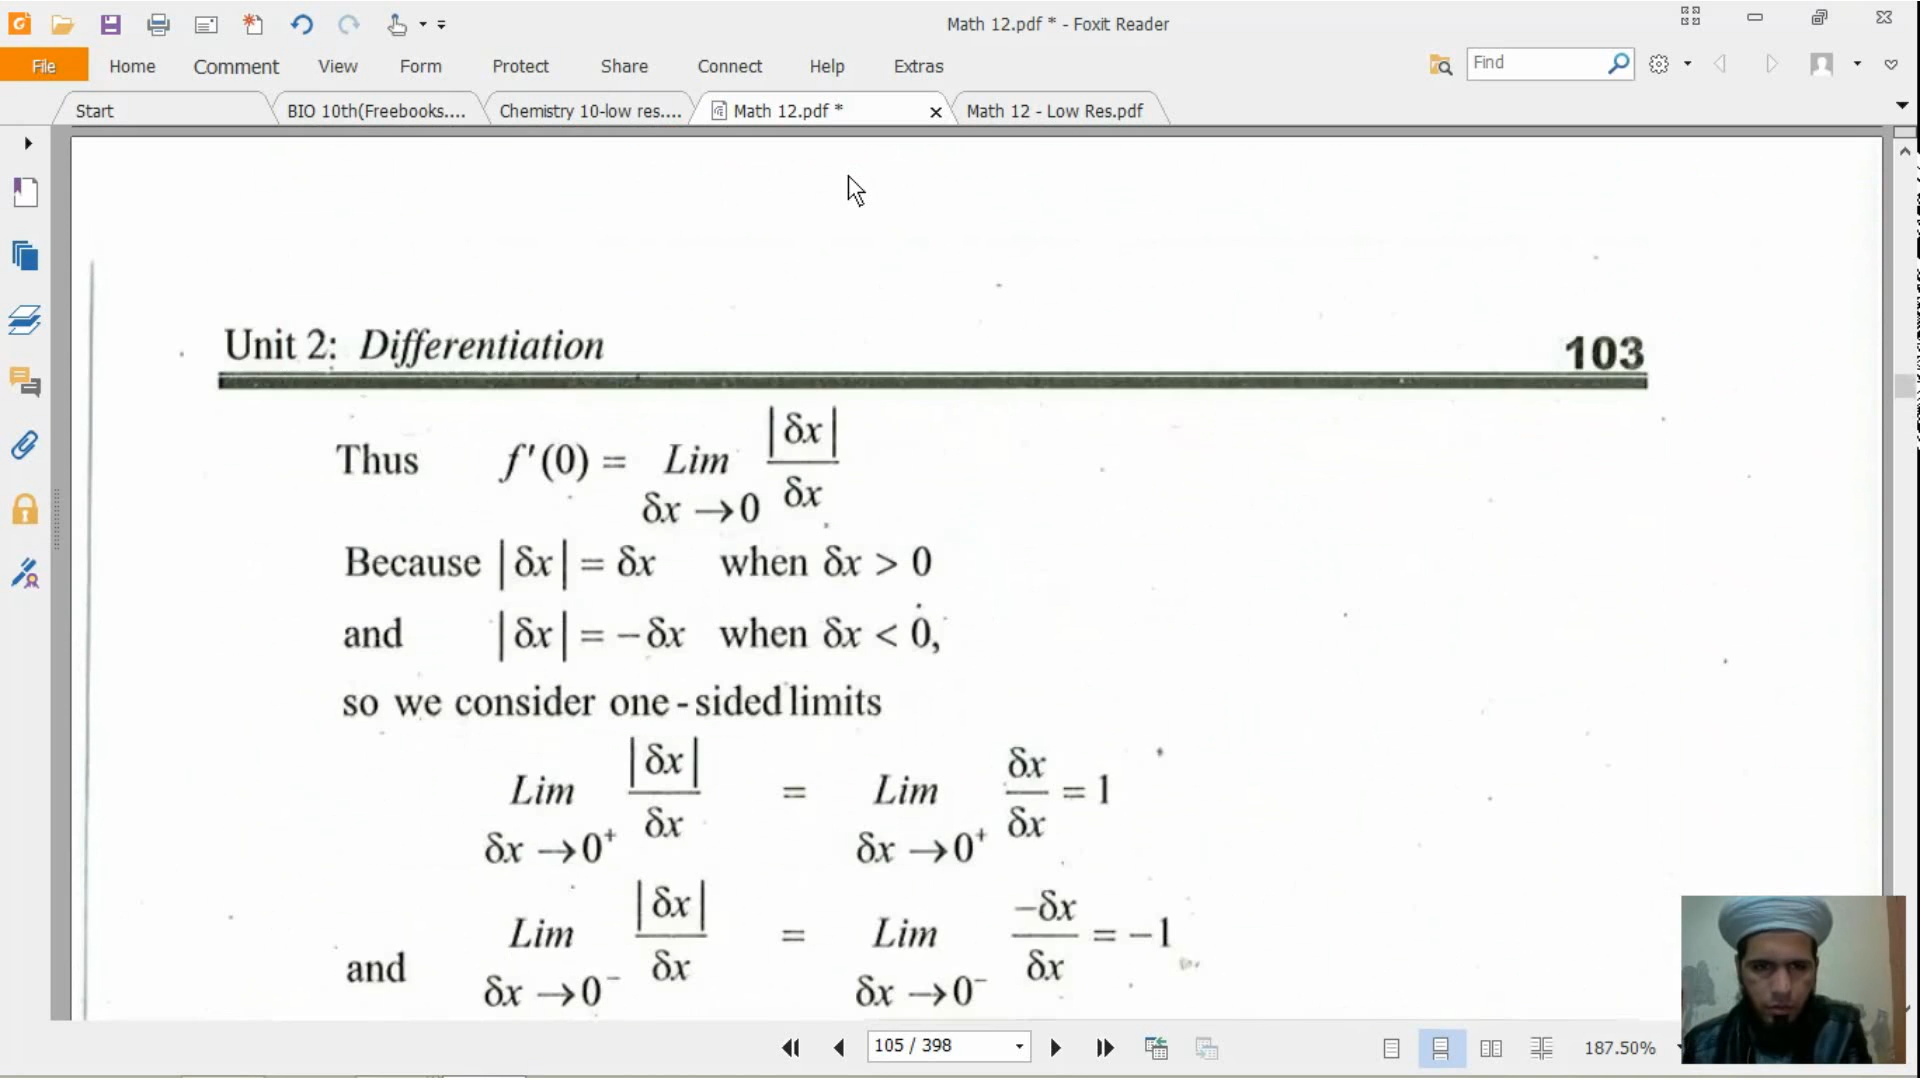 Math 12.pdf * - Foxit Reader
File Home Comment View Form Protect Share Connect Help Extras Find
Start BIO 10th(Freebooks.... Chemistry 10-low res.... Math 12.pdf * Math 12 - Low Res.pdf
Unit 2: Differentiation 103
Thus f'(0) = Lim |δx|
δx →0 δx
Because |δx| = δx when δx > 0
and |δx| = −δx when δx < 0,
so we consider one-sided limits
Lim |δx| = Lim δx = 1
δx →0⁺ δx δx →0⁺ δx
and Lim |δx| = Lim −δx = −1
δx →0⁻ δx δx →0⁻ δx
105 / 398 187.50%